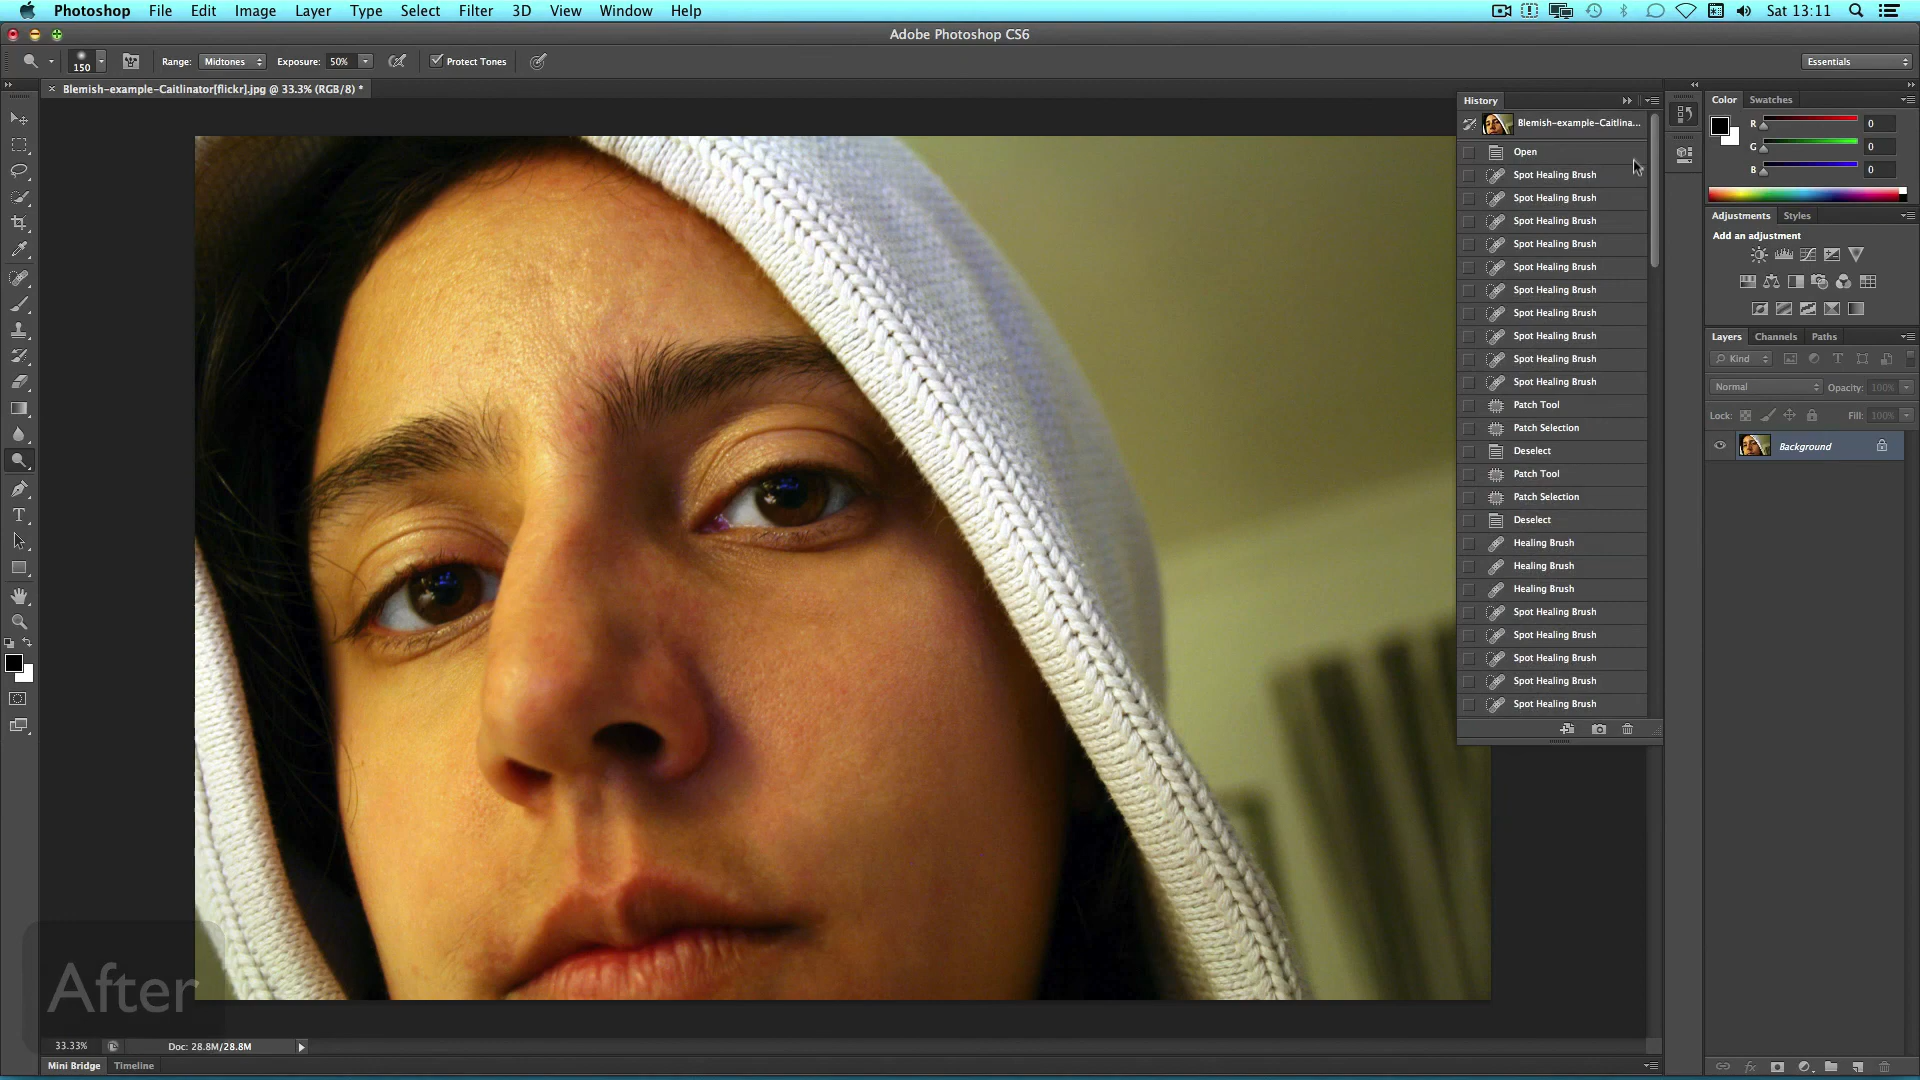 Photoshop File Edit Image Layer Type Select Filter 3D View Window Help Sat 13:11
Adobe Photoshop CS6
150 Range: Midtones Exposure: 50% Protect Tones Essentials
× Blemish-example-Caitlinator[flickr].jpg @ 33.3% (RGB/8) *
History
Blemish-example-Caitlina...
Open
Spot Healing Brush
Spot Healing Brush
Spot Healing Brush
Spot Healing Brush
Spot Healing Brush
Spot Healing Brush
Spot Healing Brush
Spot Healing Brush
Spot Healing Brush
Spot Healing Brush
Patch Tool
Patch Selection
Deselect
Patch Tool
Patch Selection
Deselect
Healing Brush
Healing Brush
Healing Brush
Spot Healing Brush
Spot Healing Brush
Spot Healing Brush
Spot Healing Brush
Spot Healing Brush
Color Swatches
R 0
G 0
B 0
Adjustments Styles
Add an adjustment
Layers Channels Paths
Kind
Normal Opacity: 100%
Lock: Fill: 100%
Background
After
33.33% Doc: 28.8M/28.8M
Mini Bridge Timeline